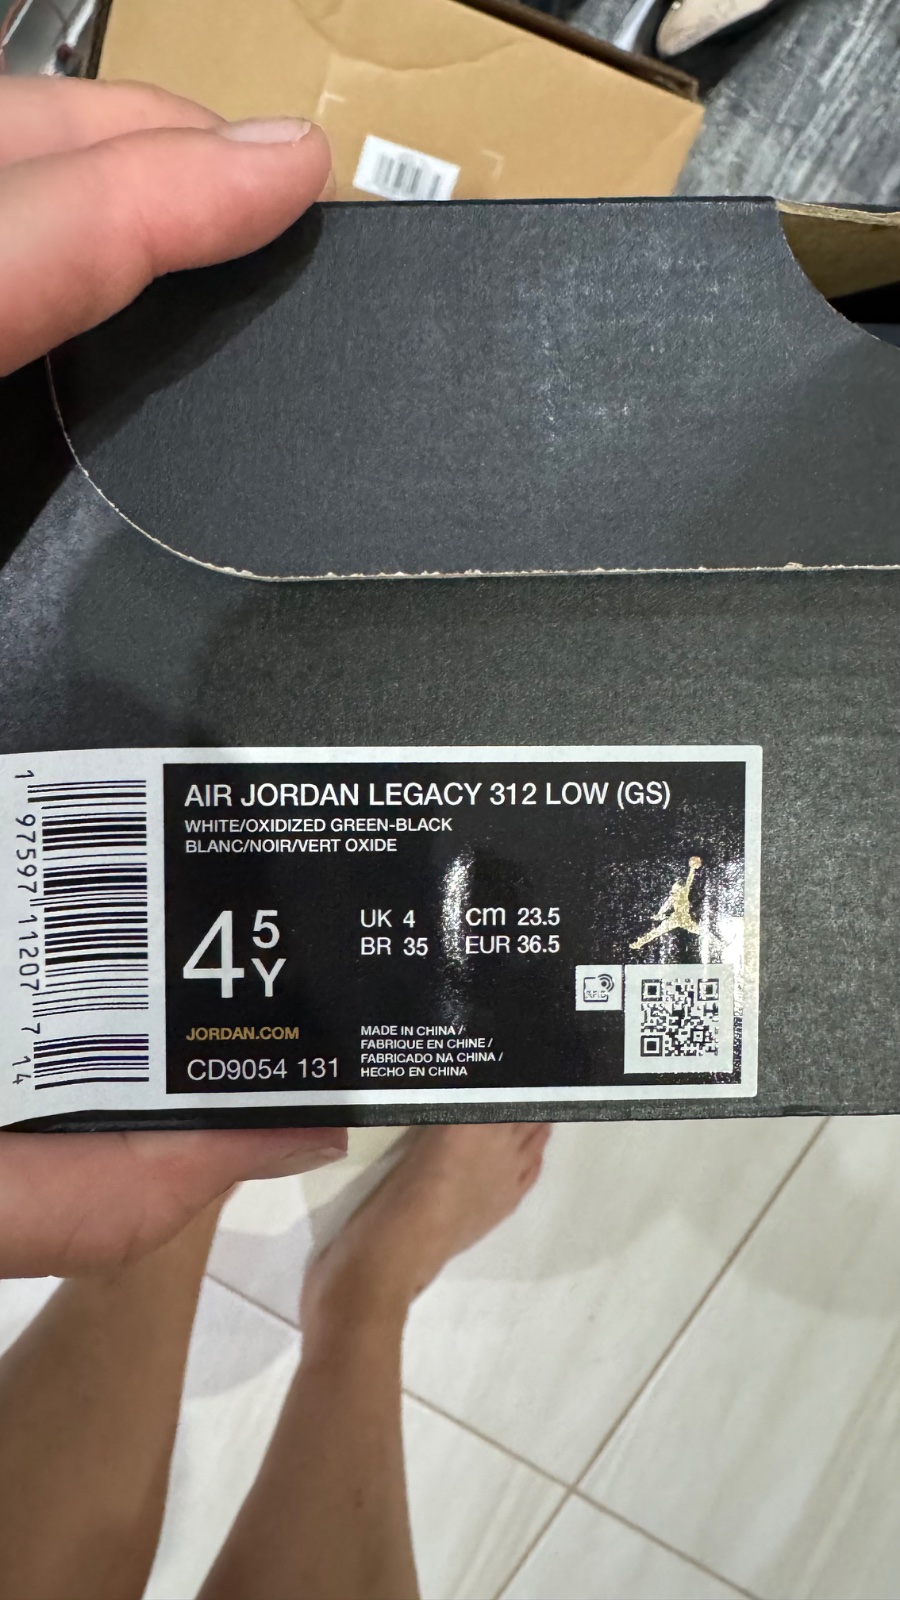 AIR JORDAN LEGACY 312 LOW (GS)
WHITE/OXIDIZED GREEN-BLACK
BLANC/NOIR/VERT OXIDE
4 5 Y
UK 4 cm 23.5
BR 35 EUR 36.5
JORDAN.COM
CD9054 131
MADE IN CHINA /
FABRIQUE EN CHINE /
FABRICADO NA CHINA /
HECHO EN CHINA
RFID
1 97597 11207 7 14